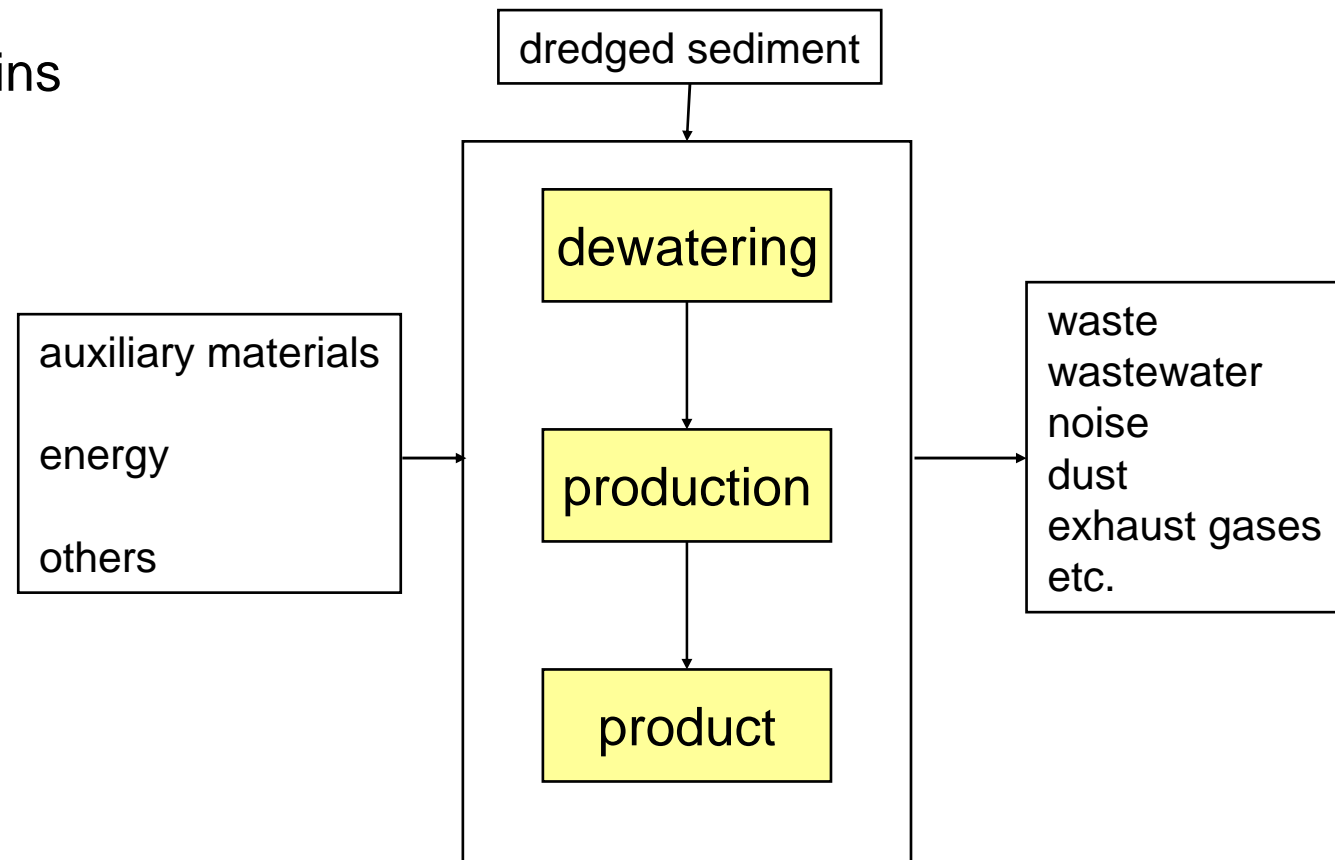 ins
dredged sediment
dewatering
auxiliary materials
energy
others
production
product
waste
wastewater
noise
dust
exhaust gases
etc.